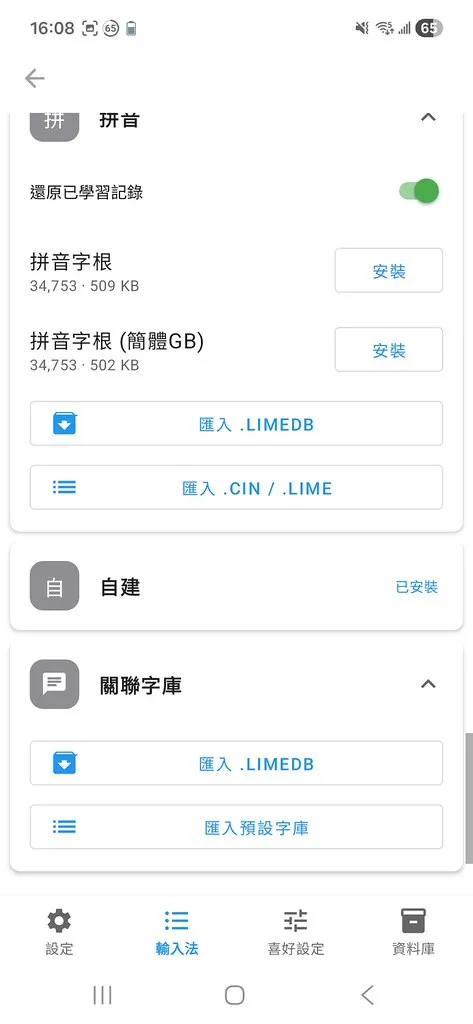 16:08 65 65
拼 拼音
還原已學習記錄
拼音字根 安裝
34,753 · 509 KB
拼音字根 (簡體GB) 安裝
34,753 · 502 KB
匯入 .LIMEDB
匯入 .CIN / .LIME
自 自建 已安裝
關聯字庫
匯入 .LIMEDB
匯入預設字庫
設定 輸入法 喜好設定 資料庫